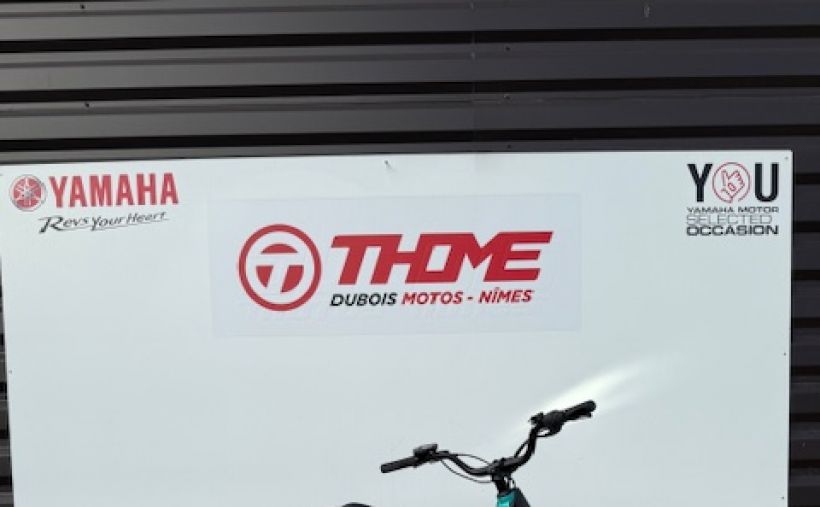 YAMAHA
Revs Your Heart
YOU
YAMAHA MOTOR
SELECTED
OCCASION
THOME
DUBOIS MOTOS - NÎMES